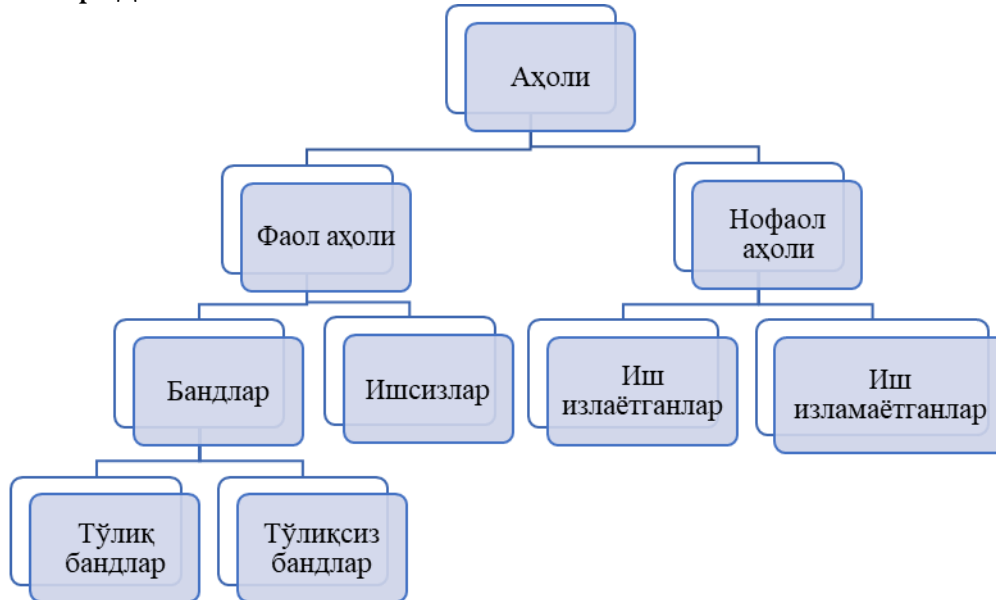 Аҳоли
Фаол аҳоли
Нофаол
аҳоли
Бандлар
Ишсизлар
Иш
излаётганлар
Иш
изламаётганлар
Тўлиқ
бандлар
Тўлиқсиз
бандлар